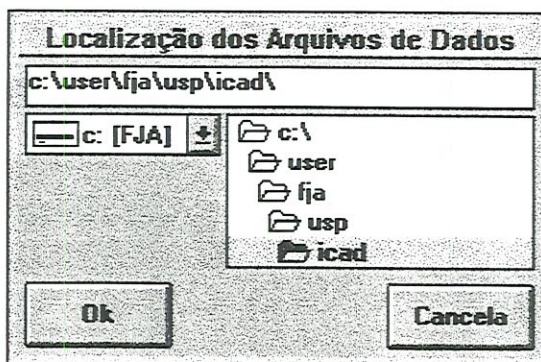 Localização dos Arquivos de Dados
c:\user\fja\usp\icad\
c: [FJA]
c:\
user
fja
usp
icad
Ok
Cancela